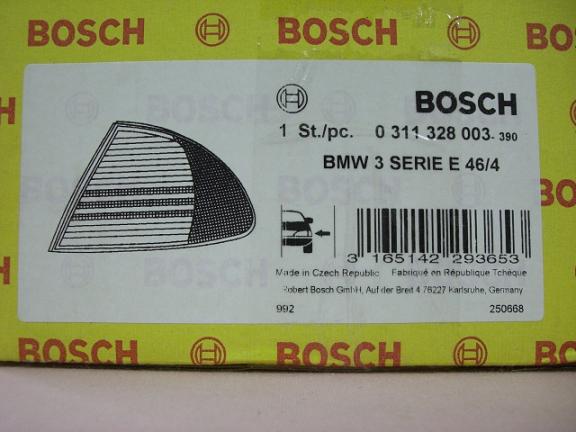 BOSCH BOSCH BO
BOSCH
1 St./pc. 0 311 328 003- 390
BMW 3 SERIE E 46/4
3 165142 293653
Made in Czech Republic Fabriqué en République Tchèque
Robert Bosch GmbH, Auf der Breit 4 76227 Karlsruhe, Germany
992 250668
BOSCH BOSCH BOSCH